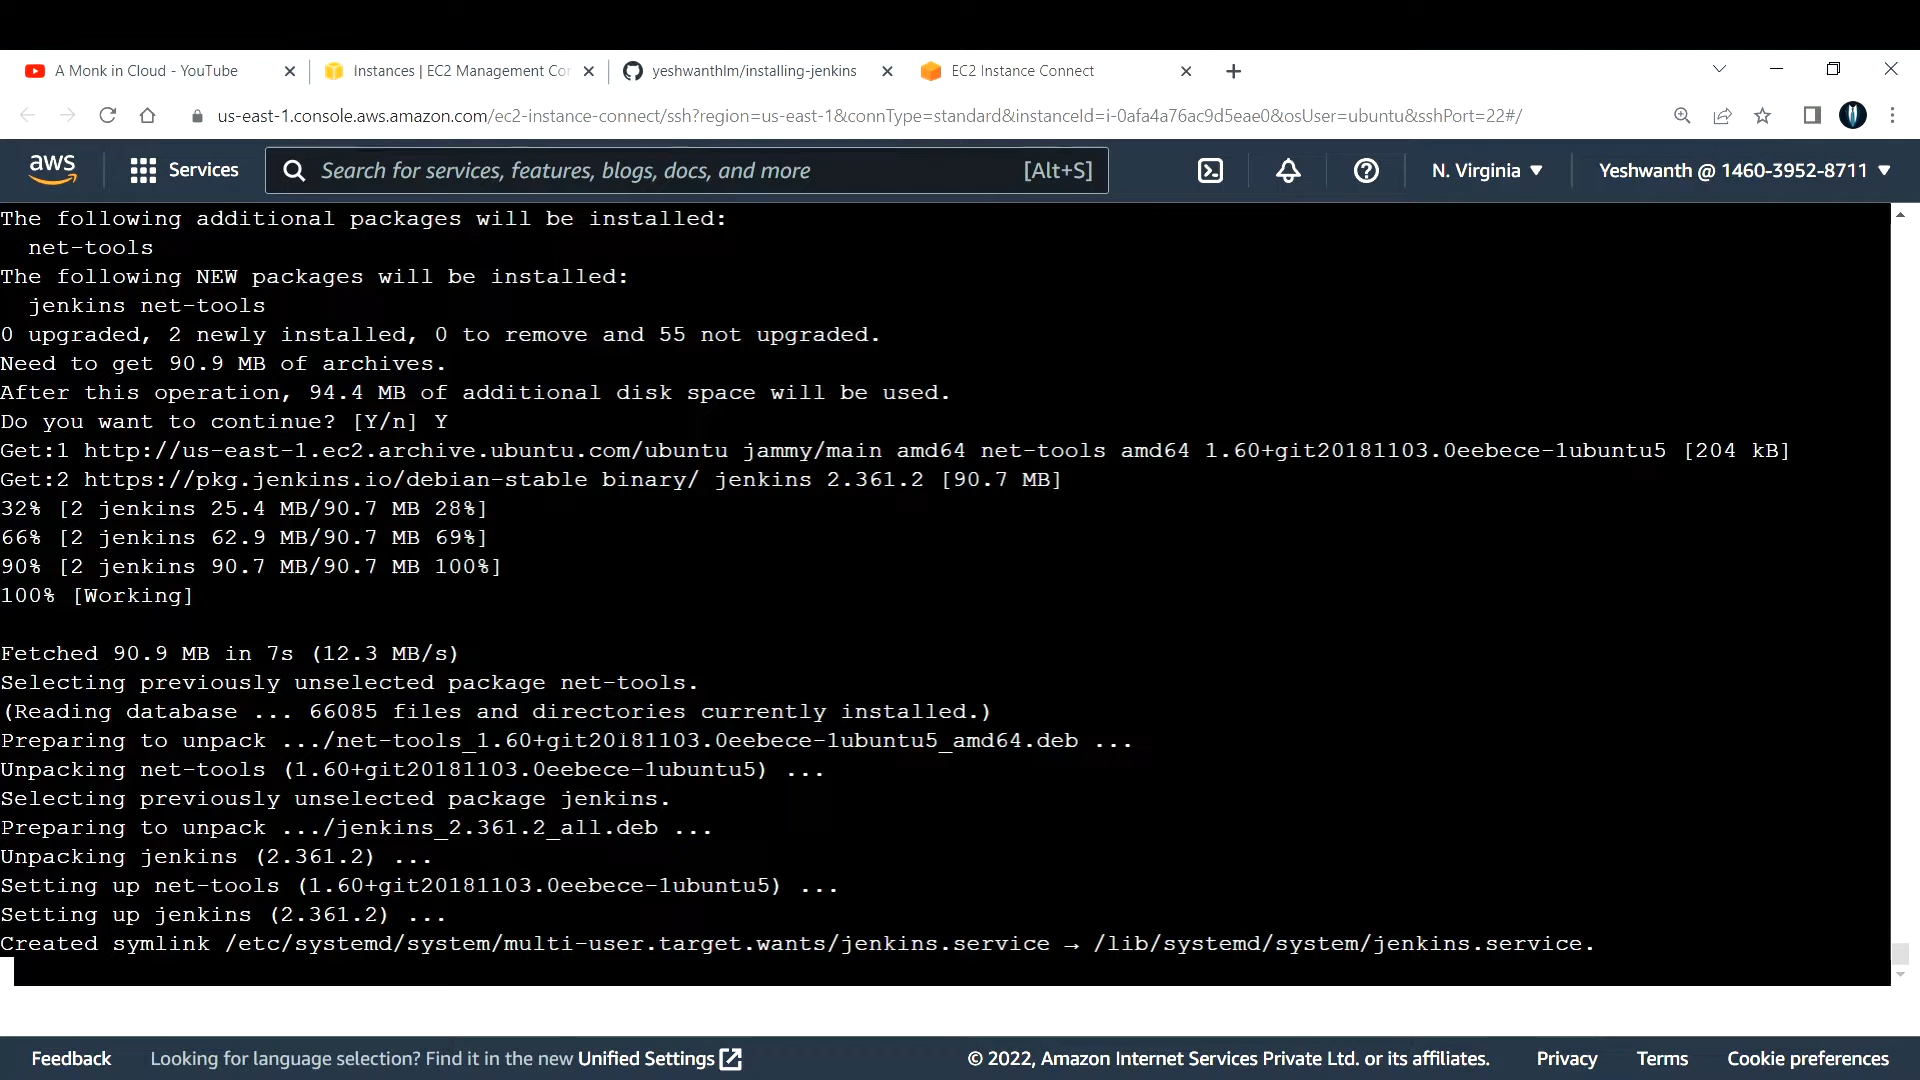 A Monk in Cloud - YouTube
Instances | EC2 Management Co
yeshwanthlm/installing-jenkins
EC2 Instance Connect
us-east-1.console.aws.amazon.com/ec2-instance-connect/ssh?region=us-east-1&connType=standard&instanceId=i-0afa4a76ac9d5eae0&osUser=ubuntu&sshPort=22#/
aws
Services
Search for services, features, blogs, docs, and more
[Alt+S]
N. Virginia
Yeshwanth @ 1460-3952-8711
The following additional packages will be installed:
  net-tools
The following NEW packages will be installed:
  jenkins net-tools
0 upgraded, 2 newly installed, 0 to remove and 55 not upgraded.
Need to get 90.9 MB of archives.
After this operation, 94.4 MB of additional disk space will be used.
Do you want to continue? [Y/n] Y
Get:1 http://us-east-1.ec2.archive.ubuntu.com/ubuntu jammy/main amd64 net-tools amd64 1.60+git20181103.0eebece-1ubuntu5 [204 kB]
Get:2 https://pkg.jenkins.io/debian-stable binary/ jenkins 2.361.2 [90.7 MB]
32% [2 jenkins 25.4 MB/90.7 MB 28%]
66% [2 jenkins 62.9 MB/90.7 MB 69%]
90% [2 jenkins 90.7 MB/90.7 MB 100%]
100% [Working]
Fetched 90.9 MB in 7s (12.3 MB/s)
Selecting previously unselected package net-tools.
(Reading database ... 66085 files and directories currently installed.)
Preparing to unpack .../net-tools_1.60+git20181103.0eebece-1ubuntu5_amd64.deb ...
Unpacking net-tools (1.60+git20181103.0eebece-1ubuntu5) ...
Selecting previously unselected package jenkins.
Preparing to unpack .../jenkins_2.361.2_all.deb ...
Unpacking jenkins (2.361.2) ...
Setting up net-tools (1.60+git20181103.0eebece-1ubuntu5) ...
Setting up jenkins (2.361.2) ...
Created symlink /etc/systemd/system/multi-user.target.wants/jenkins.service → /lib/systemd/system/jenkins.service.
Feedback
Looking for language selection? Find it in the new Unified Settings
© 2022, Amazon Internet Services Private Ltd. or its affiliates.
Privacy
Terms
Cookie preferences